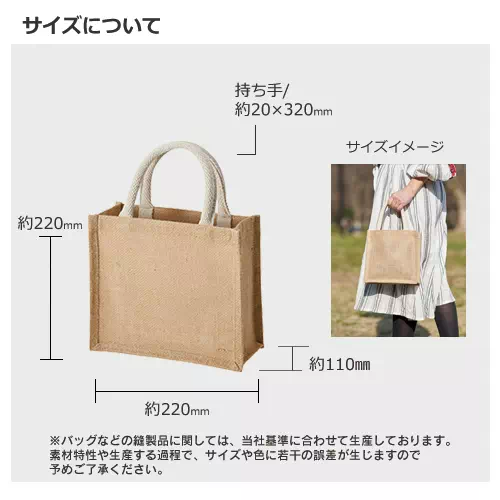 サイズについて
持ち手/
約20×320mm
サイズイメージ
約220mm
約110㎜
約220mm
※バッグなどの縫製品に関しては、当社基準に合わせて生産しております。
素材特性や生産する過程で、サイズや色に若干の誤差が生じますので
予めご了承ください。